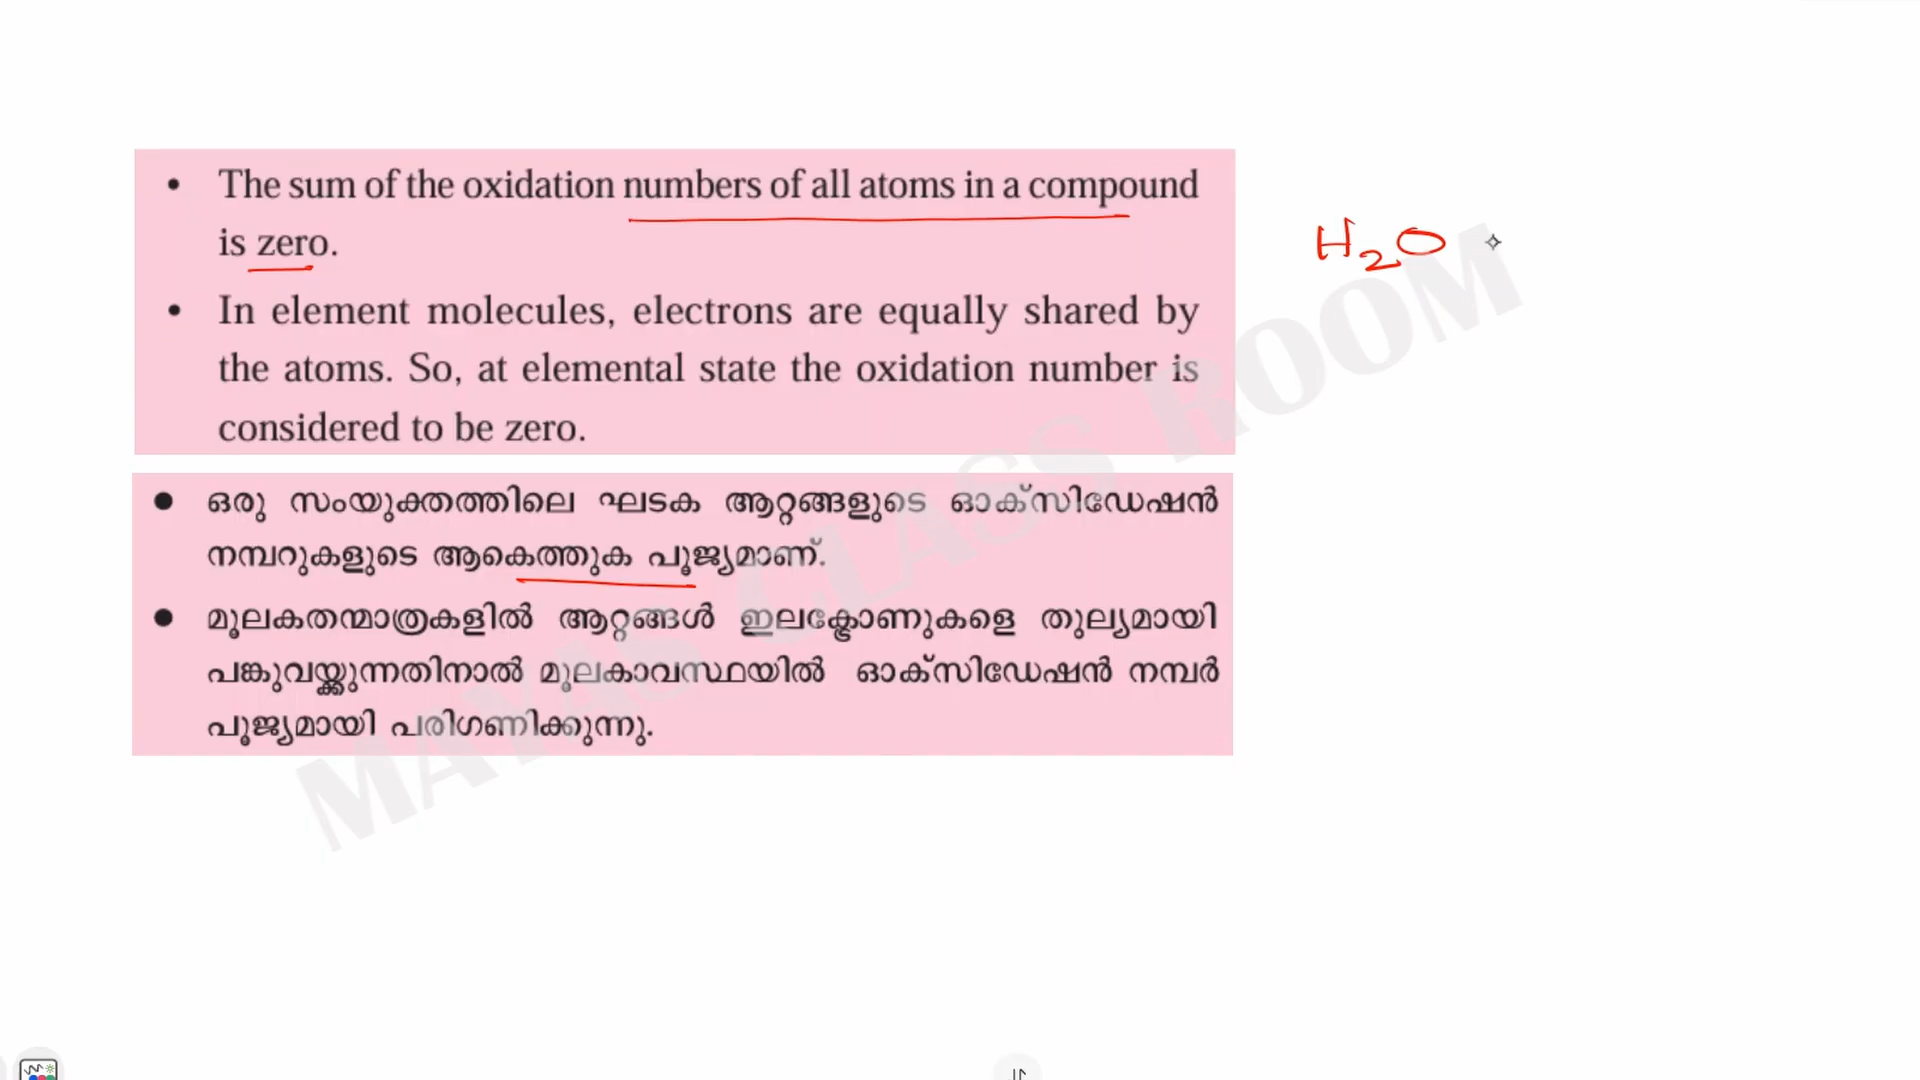 • The sum of the oxidation numbers of all atoms in a compound
is zero.
H₂O
• In element molecules, electrons are equally shared by
the atoms. So, at elemental state the oxidation number is
considered to be zero.
● ഒരു സംയുക്തത്തിലെ ഘടക ആറ്റങ്ങളുടെ ഓക്സിഡേഷൻ
നമ്പറുകളുടെ ആകെത്തുക പൂജ്യമാണ്.
● മൂലകതന്മാത്രകളിൽ ആറ്റങ്ങൾ ഇലക്ട്രോണുകളെ തുല്യമായി
പങ്കുവയ്ക്കുന്നതിനാൽ മൂലകാവസ്ഥയിൽ ഓക്സിഡേഷൻ നമ്പർ
പൂജ്യമായി പരിഗണിക്കുന്നു.
MAYAS CLASS ROOM